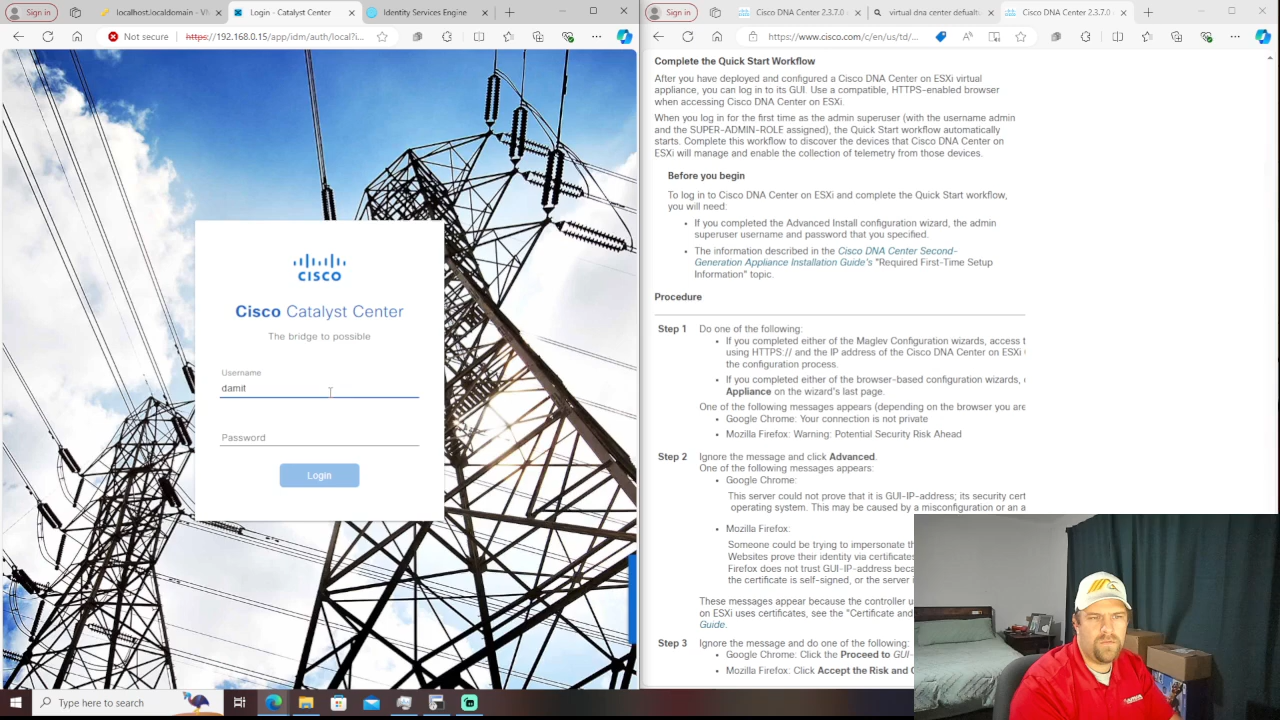 Sign in
localhost.localdomain - VM
Login - Catalyst Center
Identity Services Engine
Not secure
https://192.168.0.15/app/idm/auth/local?i...
CISCO
Cisco Catalyst Center
The bridge to possible
Username
damit
Password
Login
Sign in
Cisco DNA Center 2.3.7.0
virtual dna center defualt
Cisco DNA Center 2.3.7.0
https://www.cisco.com/c/en/us/td/...
Complete the Quick Start Workflow
After you have deployed and configured a Cisco DNA Center on ESXi virtual
appliance, you can log in to its GUI. Use a compatible, HTTPS-enabled browser
when accessing Cisco DNA Center on ESXi.
When you log in for the first time as the admin superuser (with the username admin
and the SUPER-ADMIN-ROLE assigned), the Quick Start workflow automatically
starts. Complete this workflow to discover the devices that Cisco DNA Center on
ESXi will manage and enable the collection of telemetry from those devices.
Before you begin
To log in to Cisco DNA Center on ESXi and complete the Quick Start workflow,
you will need:
• If you completed the Advanced Install configuration wizard, the admin
superuser username and password that you specified.
• The information described in the Cisco DNA Center Second-
Generation Appliance Installation Guide's "Required First-Time Setup
Information" topic.
Procedure
Step 1 Do one of the following:
• If you completed either of the Maglev Configuration wizards, access t
using HTTPS:// and the IP address of the Cisco DNA Center on ESXi
the configuration process.
• If you completed either of the browser-based configuration wizards,
Appliance on the wizard's last page.
One of the following messages appears (depending on the browser you are
• Google Chrome: Your connection is not private
• Mozilla Firefox: Warning: Potential Security Risk Ahead
Step 2 Ignore the message and click Advanced.
One of the following messages appears:
• Google Chrome:
This server could not prove that it is GUI-IP-address; its security cert
operating system. This may be caused by a misconfiguration or an a
• Mozilla Firefox:
Someone could be trying to impersonate th
Websites prove their identity via certificates
Firefox does not trust GUI-IP-address beca
the certificate is self-signed, or the server i
These messages appear because the controller u
on ESXi uses certificates, see the "Certificate and
Guide.
Step 3 Ignore the message and do one of the following:
• Google Chrome: Click the Proceed to GUI-
• Mozilla Firefox: Click Accept the Risk and C
Type here to search